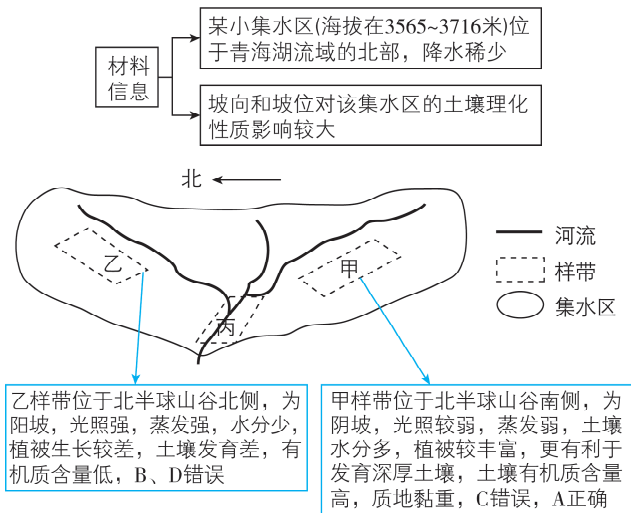 某小集水区(海拔在3565~3716米)位
于青海湖流域的北部，降水稀少
材料
信息
坡向和坡位对该集水区的土壤理化
性质影响较大
北
乙
甲
丙
河流
样带
集水区
乙样带位于北半球山谷北侧，为
阳坡，光照强，蒸发强，水分少，
植被生长较差，土壤发育差，有
机质含量低，B、D错误
甲样带位于北半球山谷南侧，为
阴坡，光照较弱，蒸发弱，土壤
水分多，植被较丰富，更有利于
发育深厚土壤，土壤有机质含量
高，质地黏重，C错误，A正确